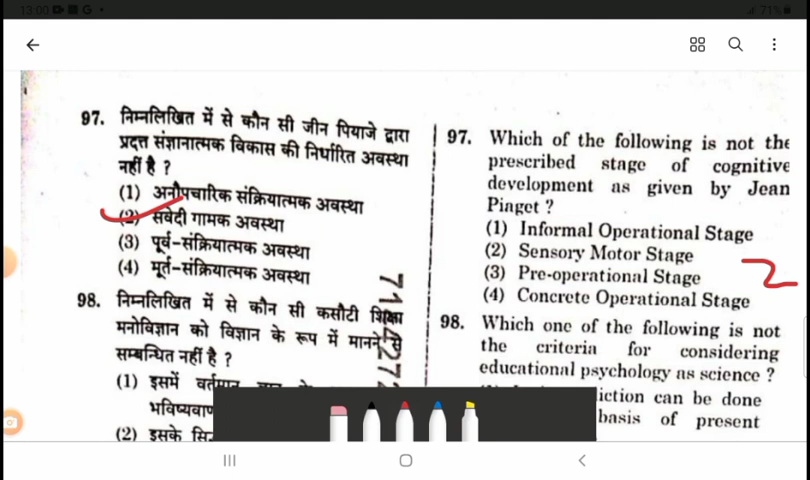 13:00
G
71%
97. निम्नलिखित में से कौन सी जीन पियाजे द्वारा
प्रदत्त संज्ञानात्मक विकास की निर्धारित अवस्था
नहीं है ?
(1) अनौपचारिक संक्रियात्मक अवस्था
(2) संवेदी गामक अवस्था
(3) पूर्व-संक्रियात्मक अवस्था
(4) मूर्त-संक्रियात्मक अवस्था
98. निम्नलिखित में से कौन सी कसौटी शिक्षा
मनोविज्ञान को विज्ञान के रूप में मानने से
सम्बन्धित नहीं है ?
(1) इसमें वर्तमान
(2) इसके
97. Which of the following is not the
prescribed stage of cognitive
development as given by Jean
Piaget ?
(1) Informal Operational Stage
(2) Sensory Motor Stage
(3) Pre-operational Stage
(4) Concrete Operational Stage
2
98. Which one of the following is not
the criteria for considering
educational psychology as science ?
can be done
basis of present